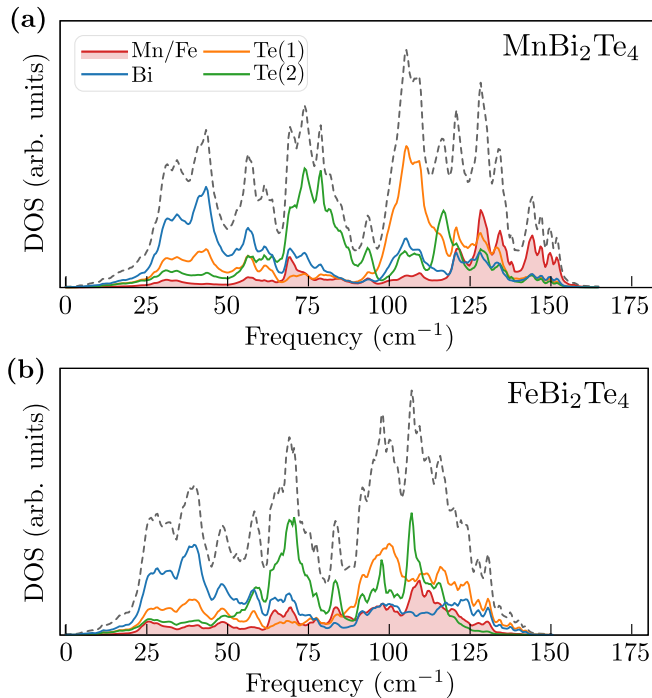 (a)
Mn/Fe Te(1)
Bi Te(2)
MnBi₂Te₄
DOS (arb. units)
0 25 50 75 100 125 150 175
Frequency (cm⁻¹)
(b)
FeBi₂Te₄
DOS (arb. units)
0 25 50 75 100 125 150 175
Frequency (cm⁻¹)